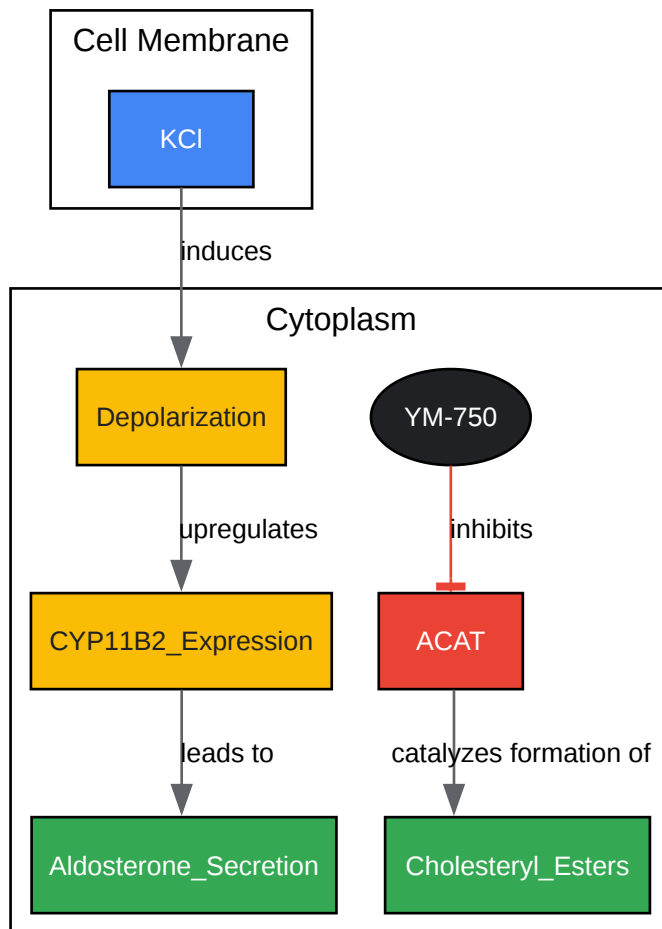 Cell Membrane
KCl
induces
Cytoplasm
Depolarization
YM-750
upregulates
inhibits
CYP11B2_Expression
ACAT
leads to
catalyzes formation of
Aldosterone_Secretion
Cholesteryl_Esters